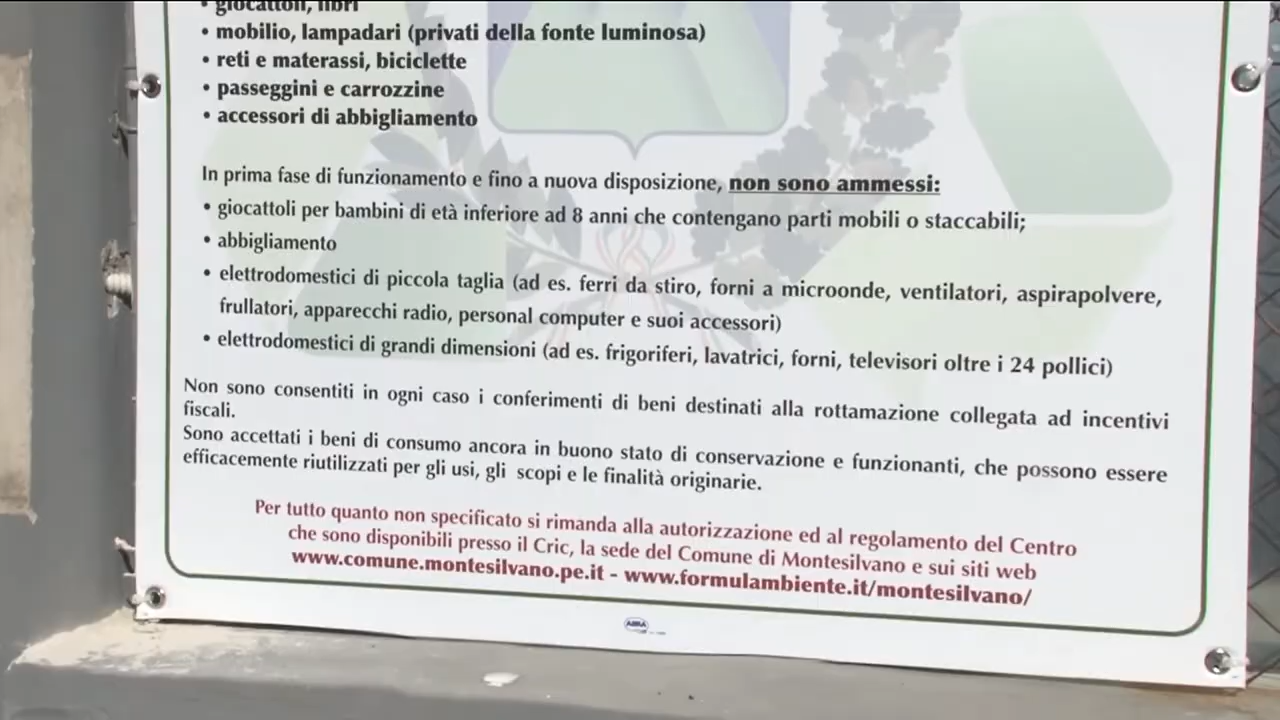 • giocattoli, libri
• mobilio, lampadari (privati della fonte luminosa)
• reti e materassi, biciclette
• passeggini e carrozzine
• accessori di abbigliamento
In prima fase di funzionamento e fino a nuova disposizione, non sono ammessi:
• giocattoli per bambini di età inferiore ad 8 anni che contengano parti mobili o staccabili;
• abbigliamento
• elettrodomestici di piccola taglia (ad es. ferri da stiro, forni a microonde, ventilatori, aspirapolvere,
frullatori, apparecchi radio, personal computer e suoi accessori)
• elettrodomestici di grandi dimensioni (ad es. frigoriferi, lavatrici, forni, televisori oltre i 24 pollici)
Non sono consentiti in ogni caso i conferimenti di beni destinati alla rottamazione collegata ad incentivi
fiscali.
Sono accettati i beni di consumo ancora in buono stato di conservazione e funzionanti, che possono essere
efficacemente riutilizzati per gli usi, gli scopi e le finalità originarie.
Per tutto quanto non specificato si rimanda alla autorizzazione ed al regolamento del Centro
che sono disponibili presso il Cric, la sede del Comune di Montesilvano e sui siti web
www.comune.montesilvano.pe.it - www.formulambiente.it/montesilvano/